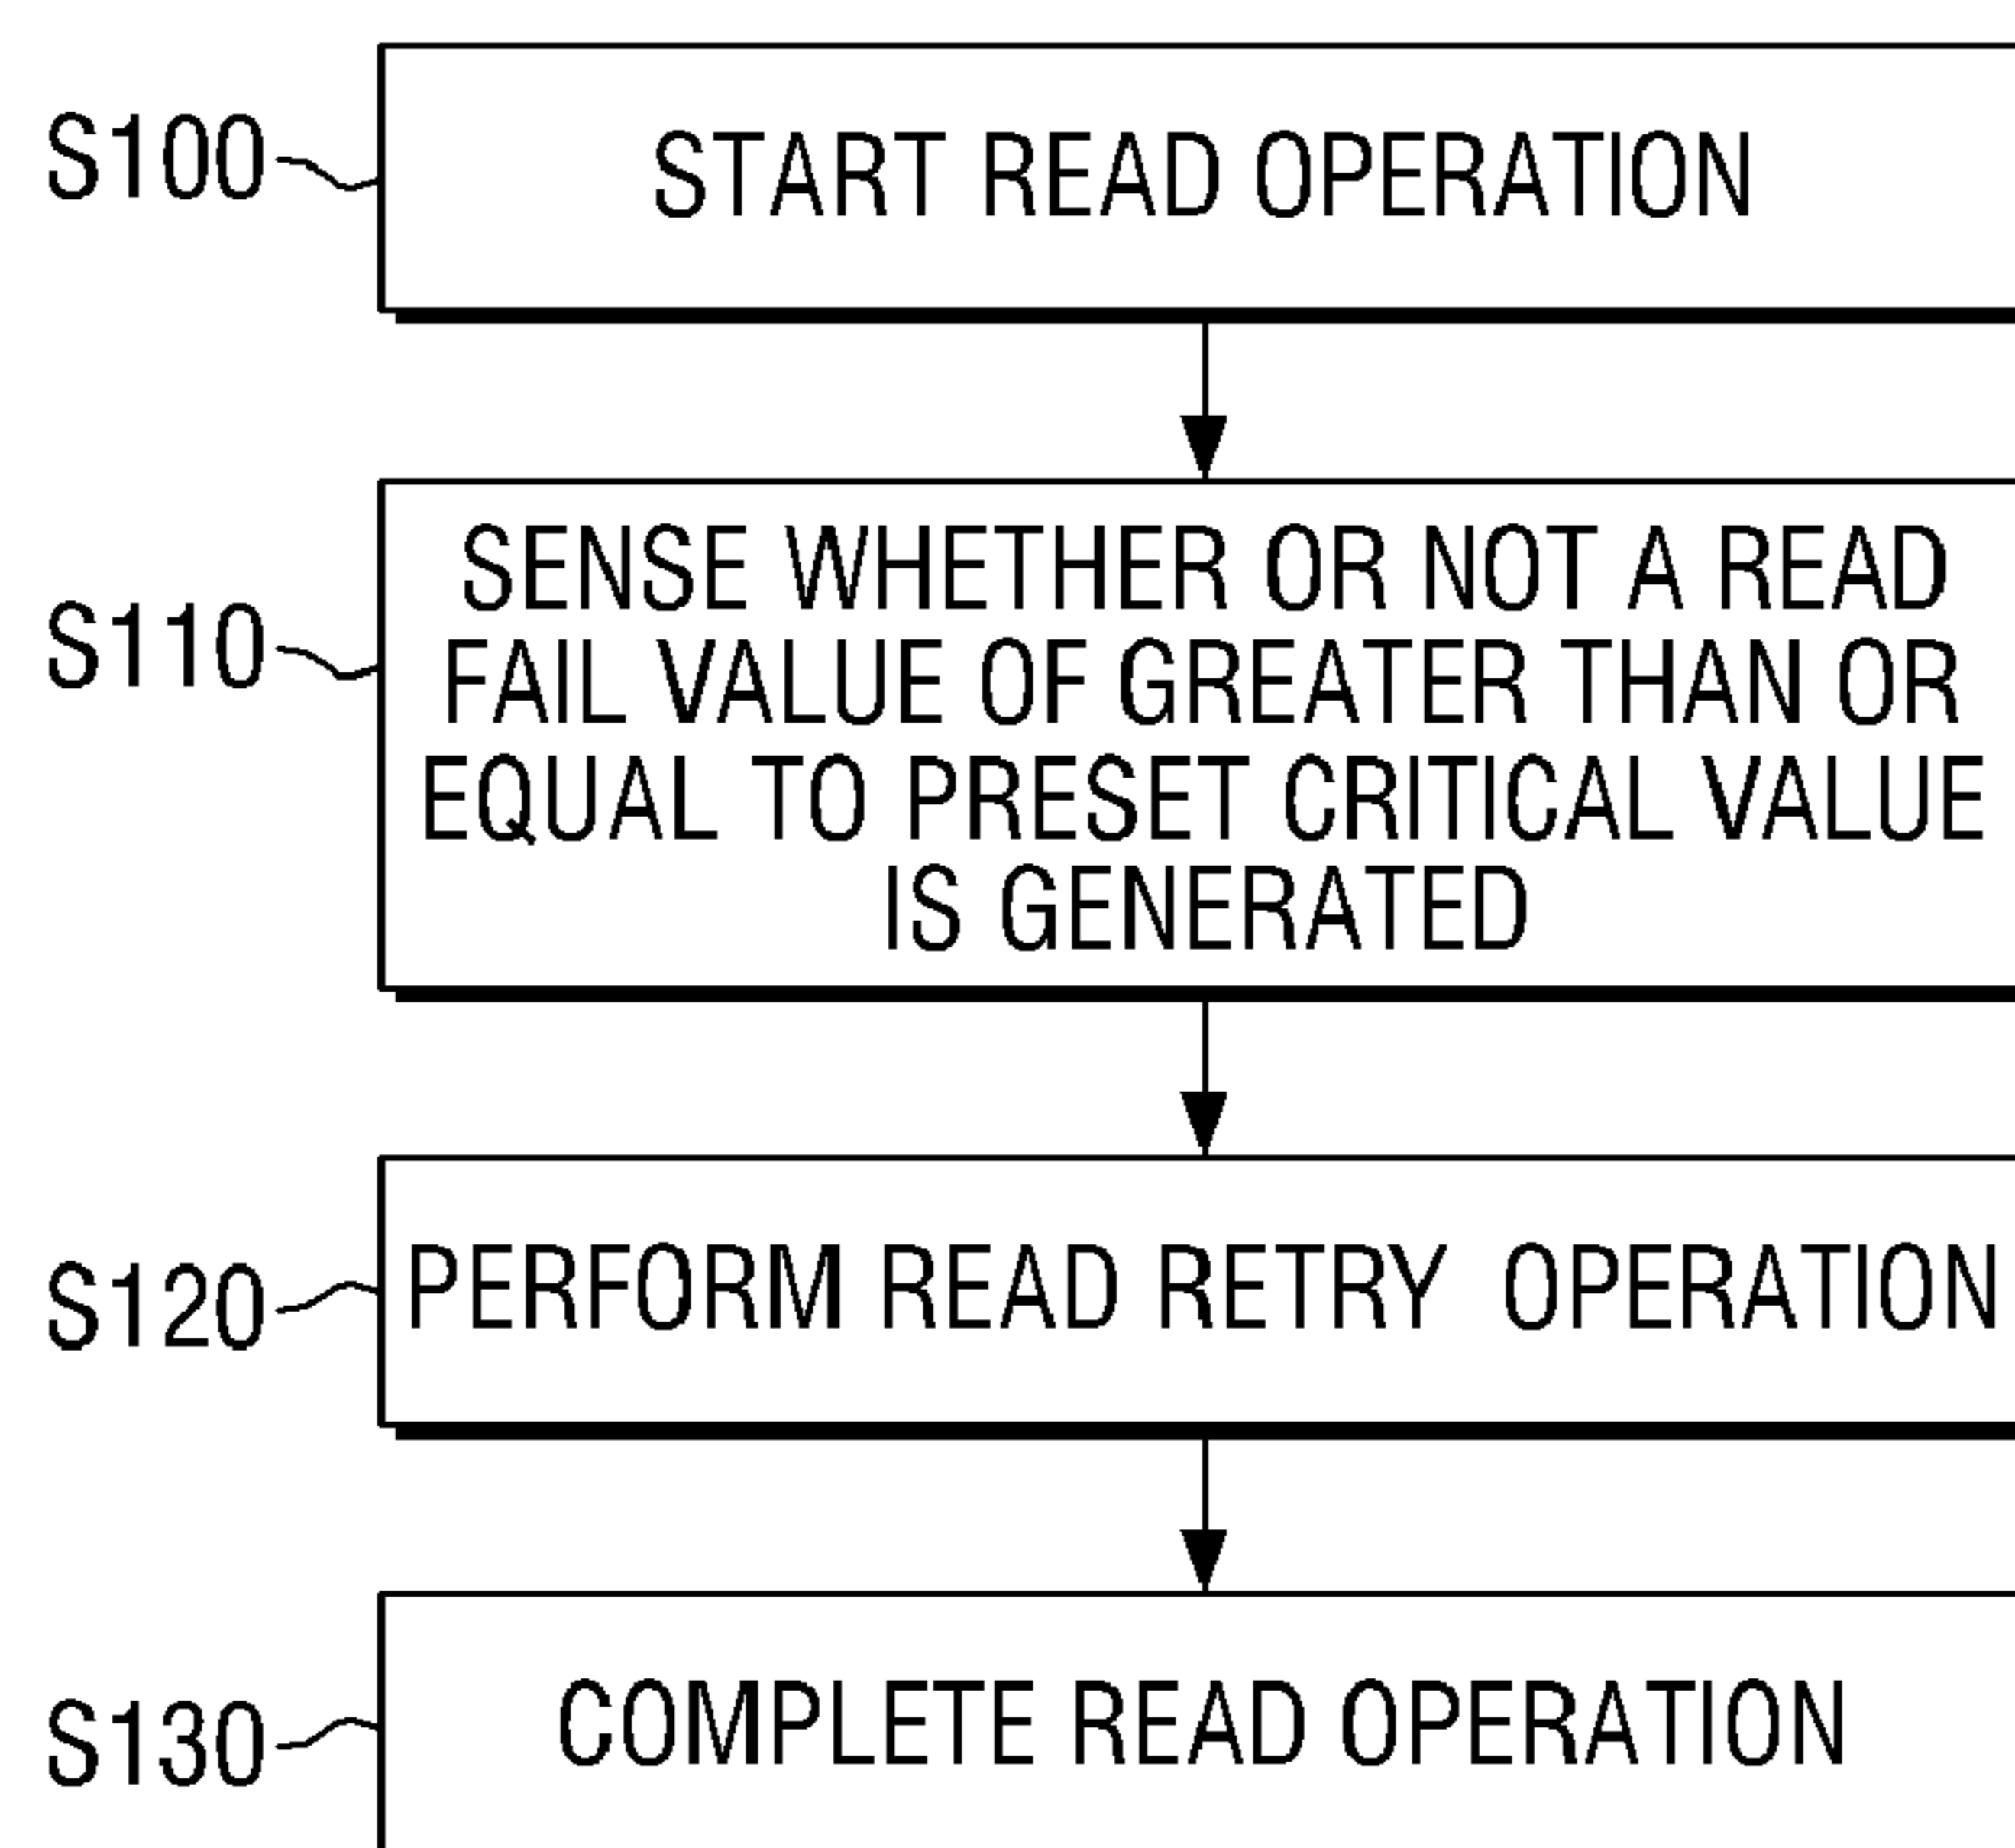 S100
START READ OPERATION
S110
SENSE WHETHER OR NOT A READ
FAIL VALUE OF GREATER THAN OR
EQUAL TO PRESET CRITICAL VALUE
IS GENERATED
S120
PERFORM READ RETRY OPERATION
S130
COMPLETE READ OPERATION